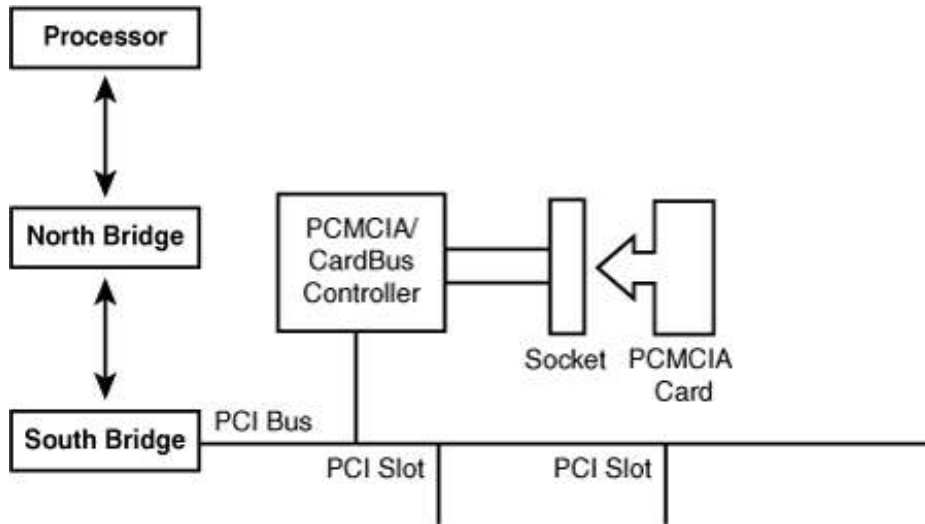 Processor
North Bridge
PCMCIA/
CardBus
Controller
Socket
PCMCIA
Card
South Bridge
PCI Bus
PCI Slot
PCI Slot